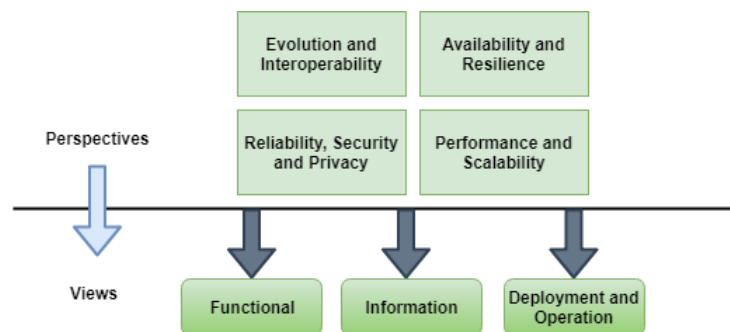 Evolution and
Interoperability
Availability and
Resilience
Perspectives
Reliability, Security
and Privacy
Performance and
Scalability
Views
Functional
Information
Deployment and
Operation